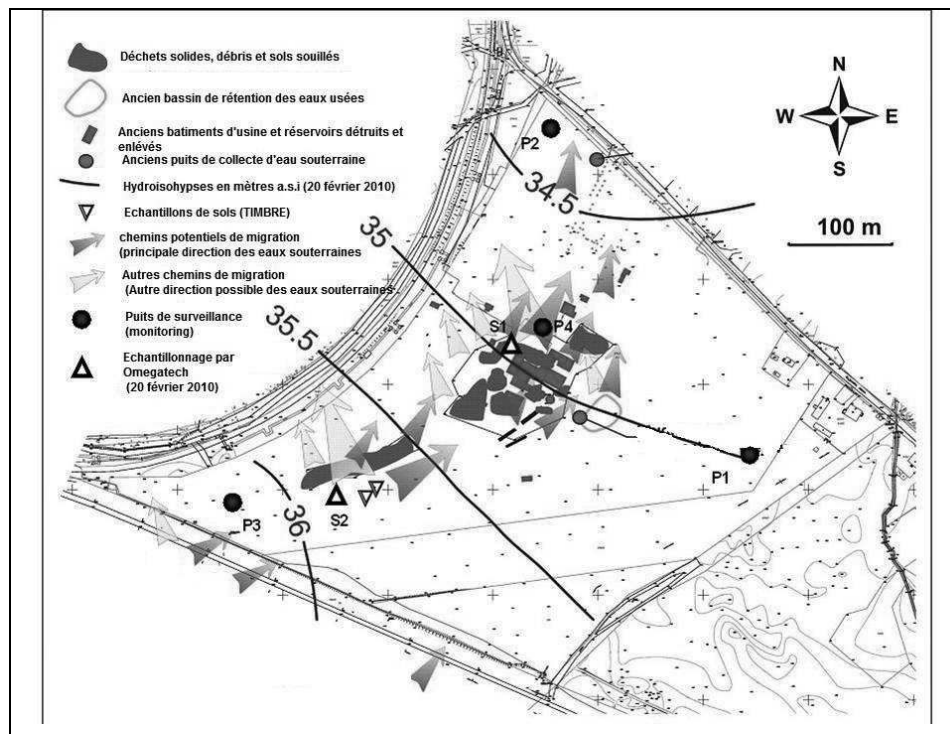 Déchets solides, débris et sols souillés
Ancien bassin de rétention des eaux usées
Anciens batiments d'usine et réservoirs détruits et
enlévés
Anciens puits de collecte d'eau souterraine
Hydroisohypses en mètres a.s.i (20 février 2010)
Echantillons de sols (TIMBRE)
chemins potentiels de migration
(principale direction des eaux souterraines
Autres chemins de migration
(Autre direction possible des eaux souterraines
Puits de surveillance
(monitoring)
Echantillonnage par
Omegatech
(20 février 2010)
N
W E
S
100 m
P2
34.5
35
35.5
S1
P4
P1
S2
P3
36